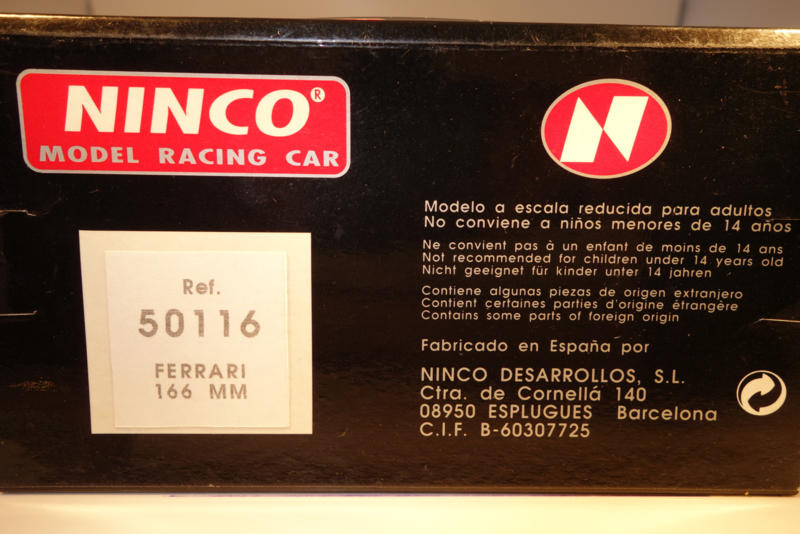 NINCO®
MODEL RACING CAR
N
Ref.
50116
FERRARI
166 MM
Modelo a escala reducida para adultos
No conviene a niños menores de 14 años
Ne convient pas à un enfant de moins de 14 ans
Not recommended for children under 14 years old
Nicht geeignet für kinder unter 14 jahren
Contiene algunas piezas de origen extranjero
Contient certaines parties d'origine étrangère
Contains some parts of foreign origin
Fabricado en España por
NINCO DESARROLLOS, S.L.
Ctra. de Cornellá 140
08950 ESPLUGUES Barcelona
C.I.F. B-60307725